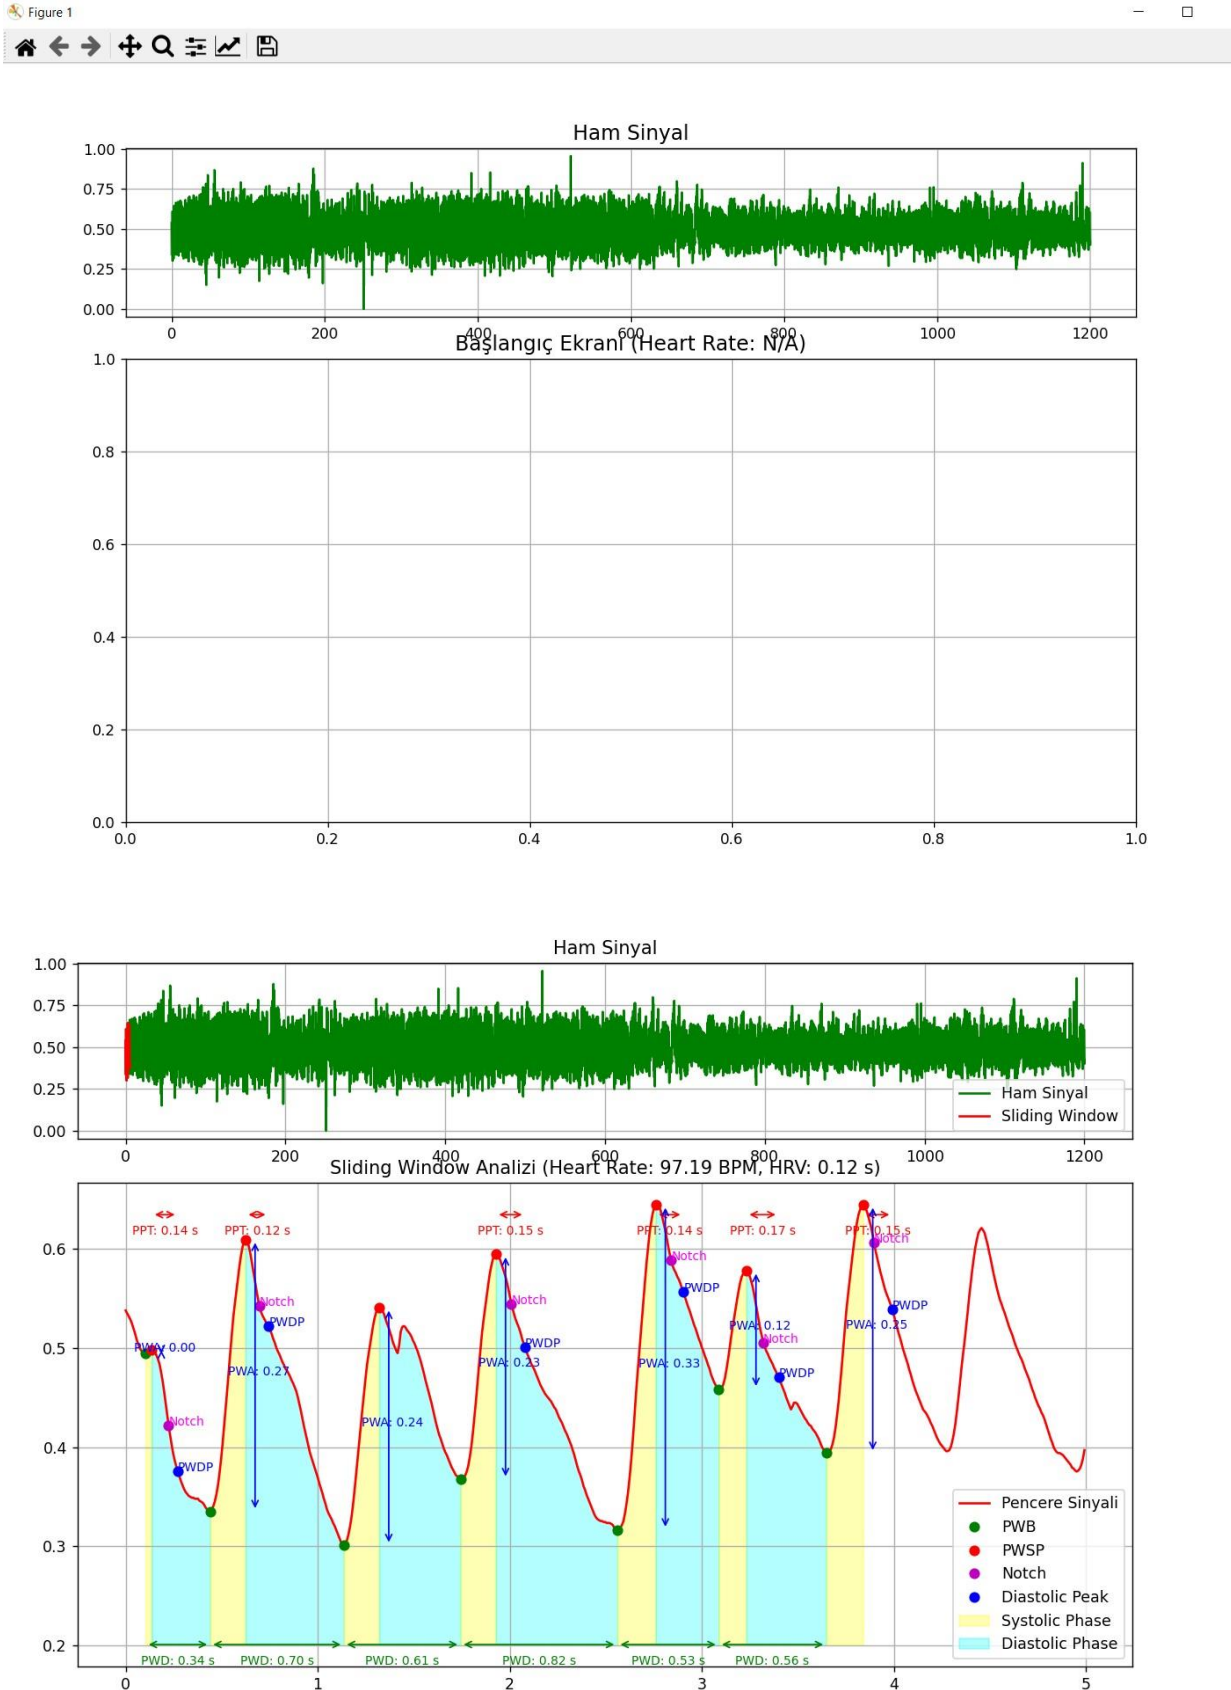 Figure 1
Ham Sinyal
1.00
0.75
0.50
0.25
0.00
0 200 400 600 800 1000 1200
Başlangıç Ekranı (Heart Rate: N/A)
1.0
0.8
0.6
0.4
0.2
0.0
0.0 0.2 0.4 0.6 0.8 1.0
Ham Sinyal
1.00
0.75
0.50
0.25
0.00
Ham Sinyal
Sliding Window
0 200 400 600 800 1000 1200
Sliding Window Analizi (Heart Rate: 97.19 BPM, HRV: 0.12 s)
PPT: 0.14 s PPT: 0.12 s PPT: 0.15 s PPT: 0.14 s PPT: 0.17 s PPT: 0.15 s
0.6
0.5
0.4
0.3
0.2
Notch
Notch
Notch
Notch
Notch
Notch
PWDP
PWDP
PWDP
PWDP
PWDP
PWDP
PWA: 0.00
PWA: 0.27
PWA: 0.24
PWA: 0.23
PWA: 0.33
PWA: 0.12
PWA: 0.25
Pencere Sinyali
PWB
PWSP
Notch
Diastolic Peak
Systolic Phase
Diastolic Phase
PWD: 0.34 s PWD: 0.70 s PWD: 0.61 s PWD: 0.82 s PWD: 0.53 s PWD: 0.56 s
0 1 2 3 4 5